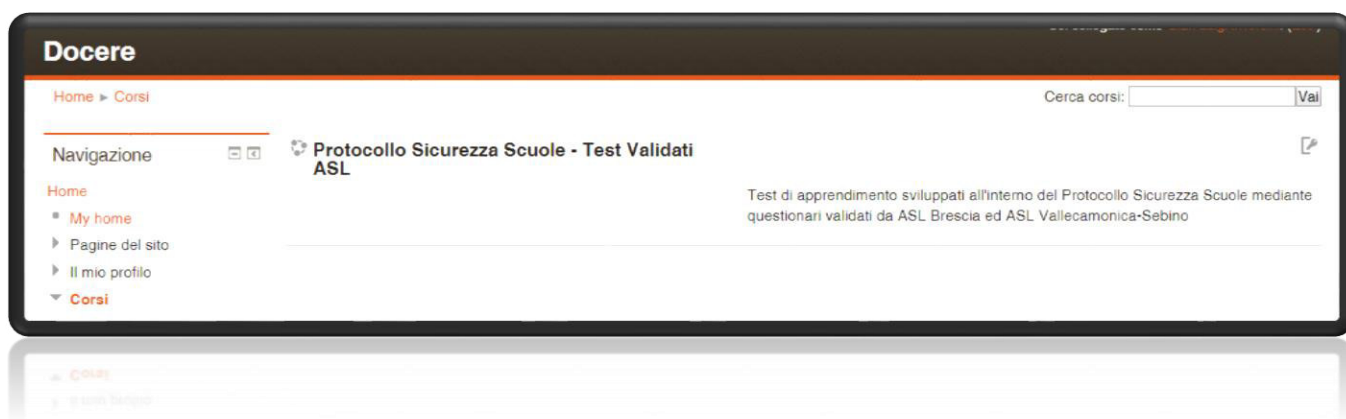 Docere
Home ► Corsi
Cerca corsi:
Vai
Navigazione
Protocollo Sicurezza Scuole - Test Validati
ASL
Home
Test di apprendimento sviluppati all'interno del Protocollo Sicurezza Scuole mediante
My home
questionari validati da ASL Brescia ed ASL Vallecamonica-Sebino
Pagine del sito
Il mio profilo
Corsi